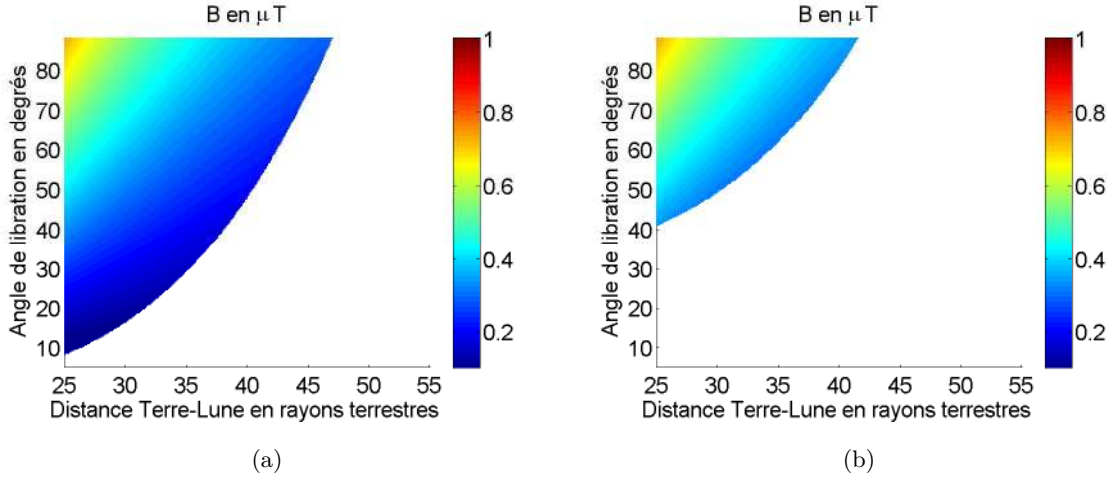 B en μ T
Angle de libration en degrés
80
70
60
50
40
30
20
10
25 30 35 40 45 50 55
Distance Terre-Lune en rayons terrestres
1
0.8
0.6
0.4
0.2
(a)
B en μ T
Angle de libration en degrés
80
70
60
50
40
30
20
10
25 30 35 40 45 50 55
Distance Terre-Lune en rayons terrestres
1
0.8
0.6
0.4
0.2
(b)